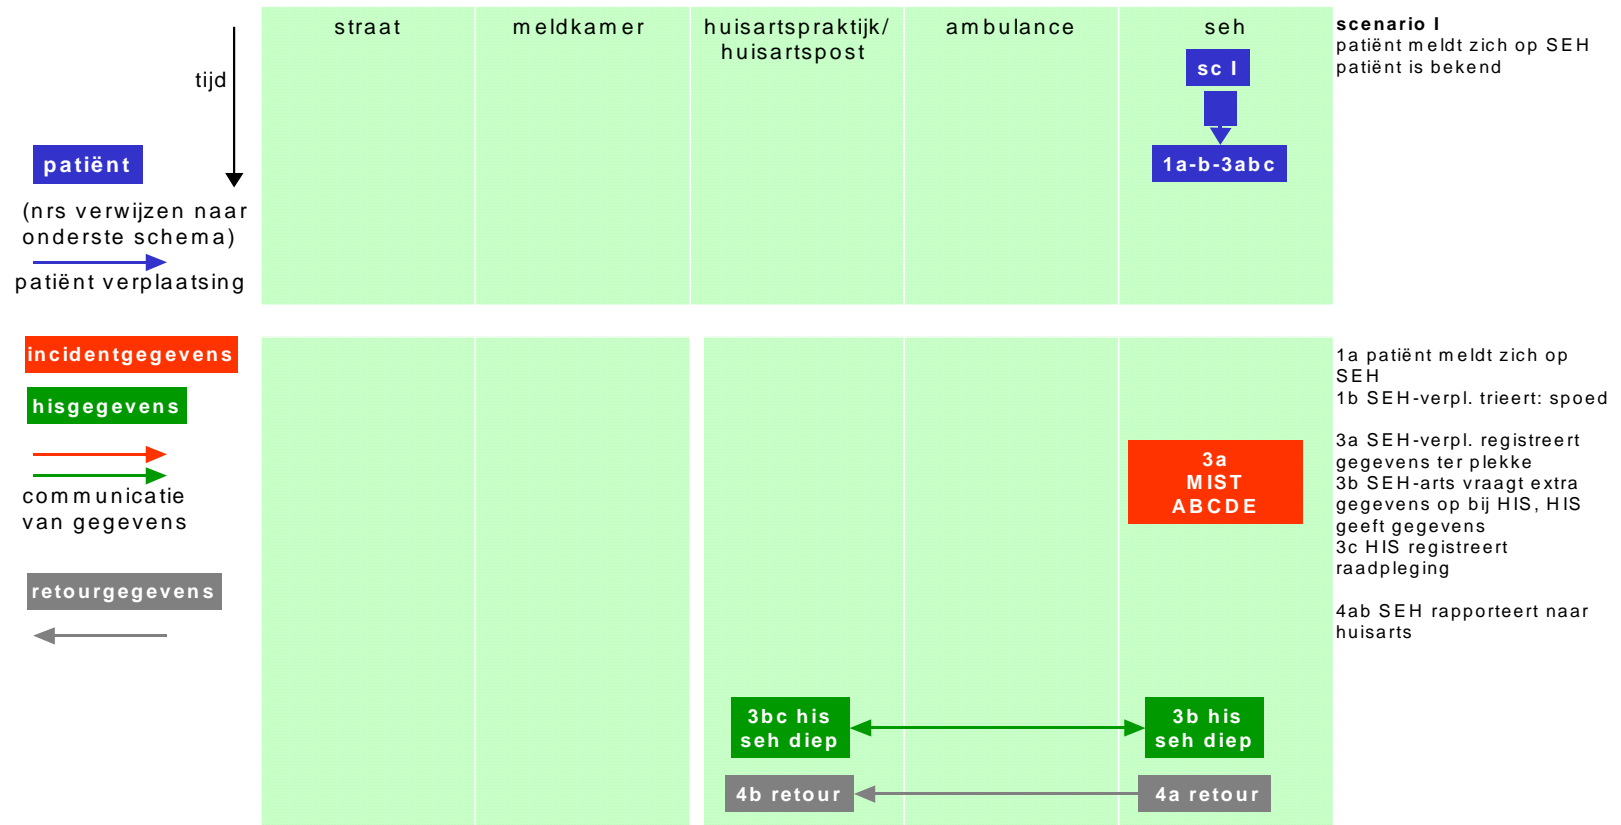 straat
meldkamer
huisartspraktijk/
huisartspost
ambulance
seh
scenario I
patiënt meldt zich op SEH
patiënt is bekend
tijd
sc I
patiënt
1a-b-3abc
(nrs verwijzen naar
onderste schema)
patiënt verplaatsing
incidentgegevens
hisgegevens
communicatie
van gegevens
retourgegevens
3a
MIST
ABCDE
1a patiënt meldt zich op
SEH
1b SEH-verpl. trieert: spoed
3a SEH-verpl. registreert
gegevens ter plekke
3b SEH-arts vraagt extra
gegevens op bij HIS, HIS
geeft gegevens
3c HIS registreert
raadpleging
4ab SEH rapporteert naar
huisarts
3bc his
seh diep
3b his
seh diep
4b retour
4a retour